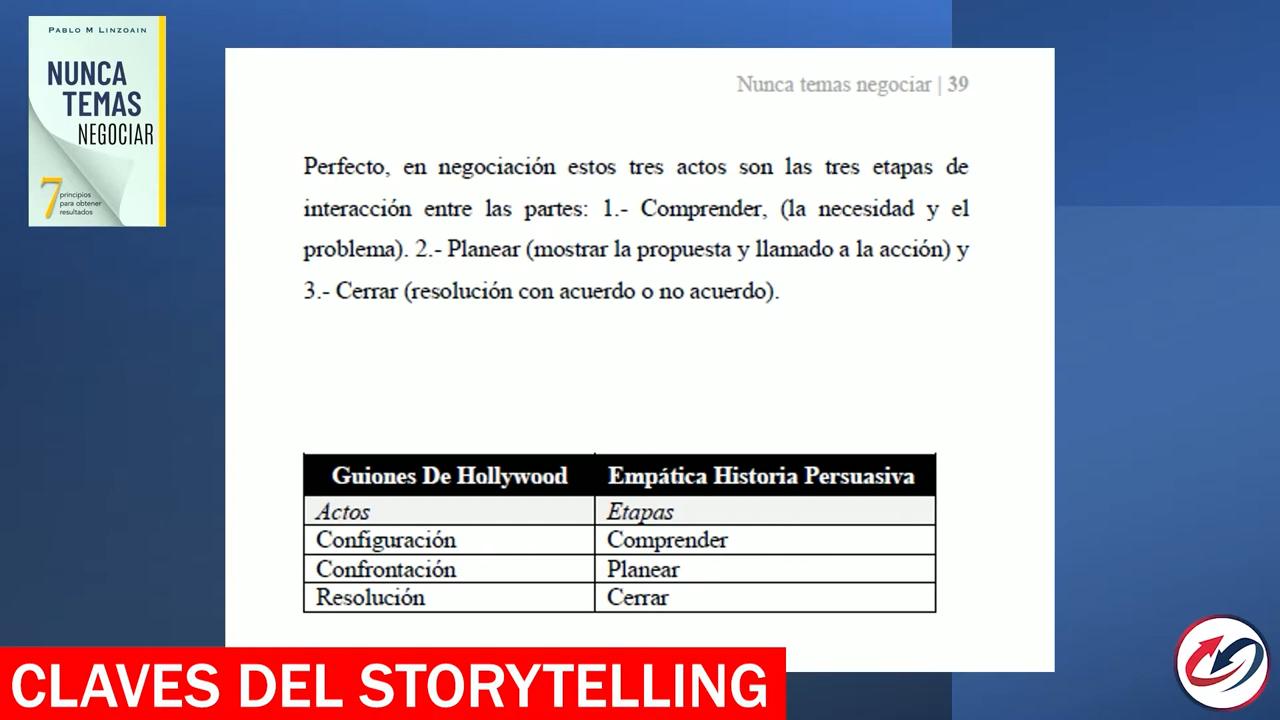 PABLO M LINZOAIN
NUNCA
TEMAS
NEGOCIAR
7 principios
para obtener
resultados
Nunca temas negociar | 39
Perfecto, en negociación estos tres actos son las tres etapas de
interacción entre las partes: 1.- Comprender, (la necesidad y el
problema). 2.- Planear (mostrar la propuesta y llamado a la acción) y
3.- Cerrar (resolución con acuerdo o no acuerdo).
Guiones De Hollywood Empática Historia Persuasiva
Actos Etapas
Configuración Comprender
Confrontación Planear
Resolución Cerrar
CLAVES DEL STORYTELLING